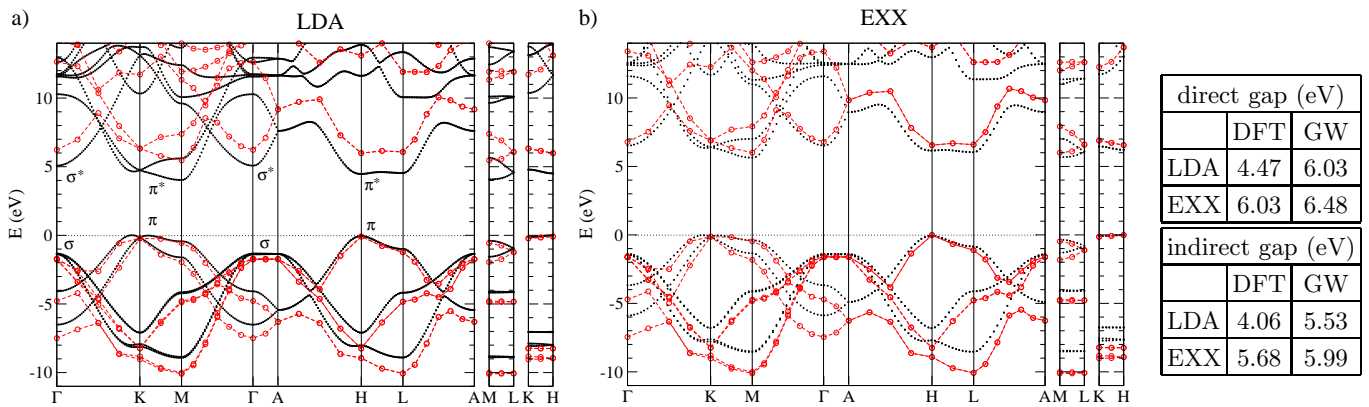 a)
LDA
E (eV)
10
5
0
-5
-10
σ*
π*
σ*
π*
π
π
σ
σ
Γ K M Γ A H L A M L K H
b)
EXX
E (eV)
10
5
0
-5
-10
Γ K M Γ A H L A M L K H
direct gap (eV)
DFT GW
LDA 4.47 6.03
EXX 6.03 6.48
indirect gap (eV)
DFT GW
LDA 4.06 5.53
EXX 5.68 5.99